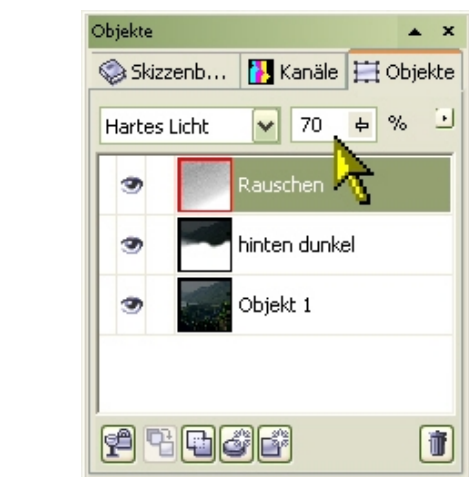 Objekte
Skizzenb... Kanäle Objekte
Hartes Licht 70 %
Rauschen
hinten dunkel
Objekt 1